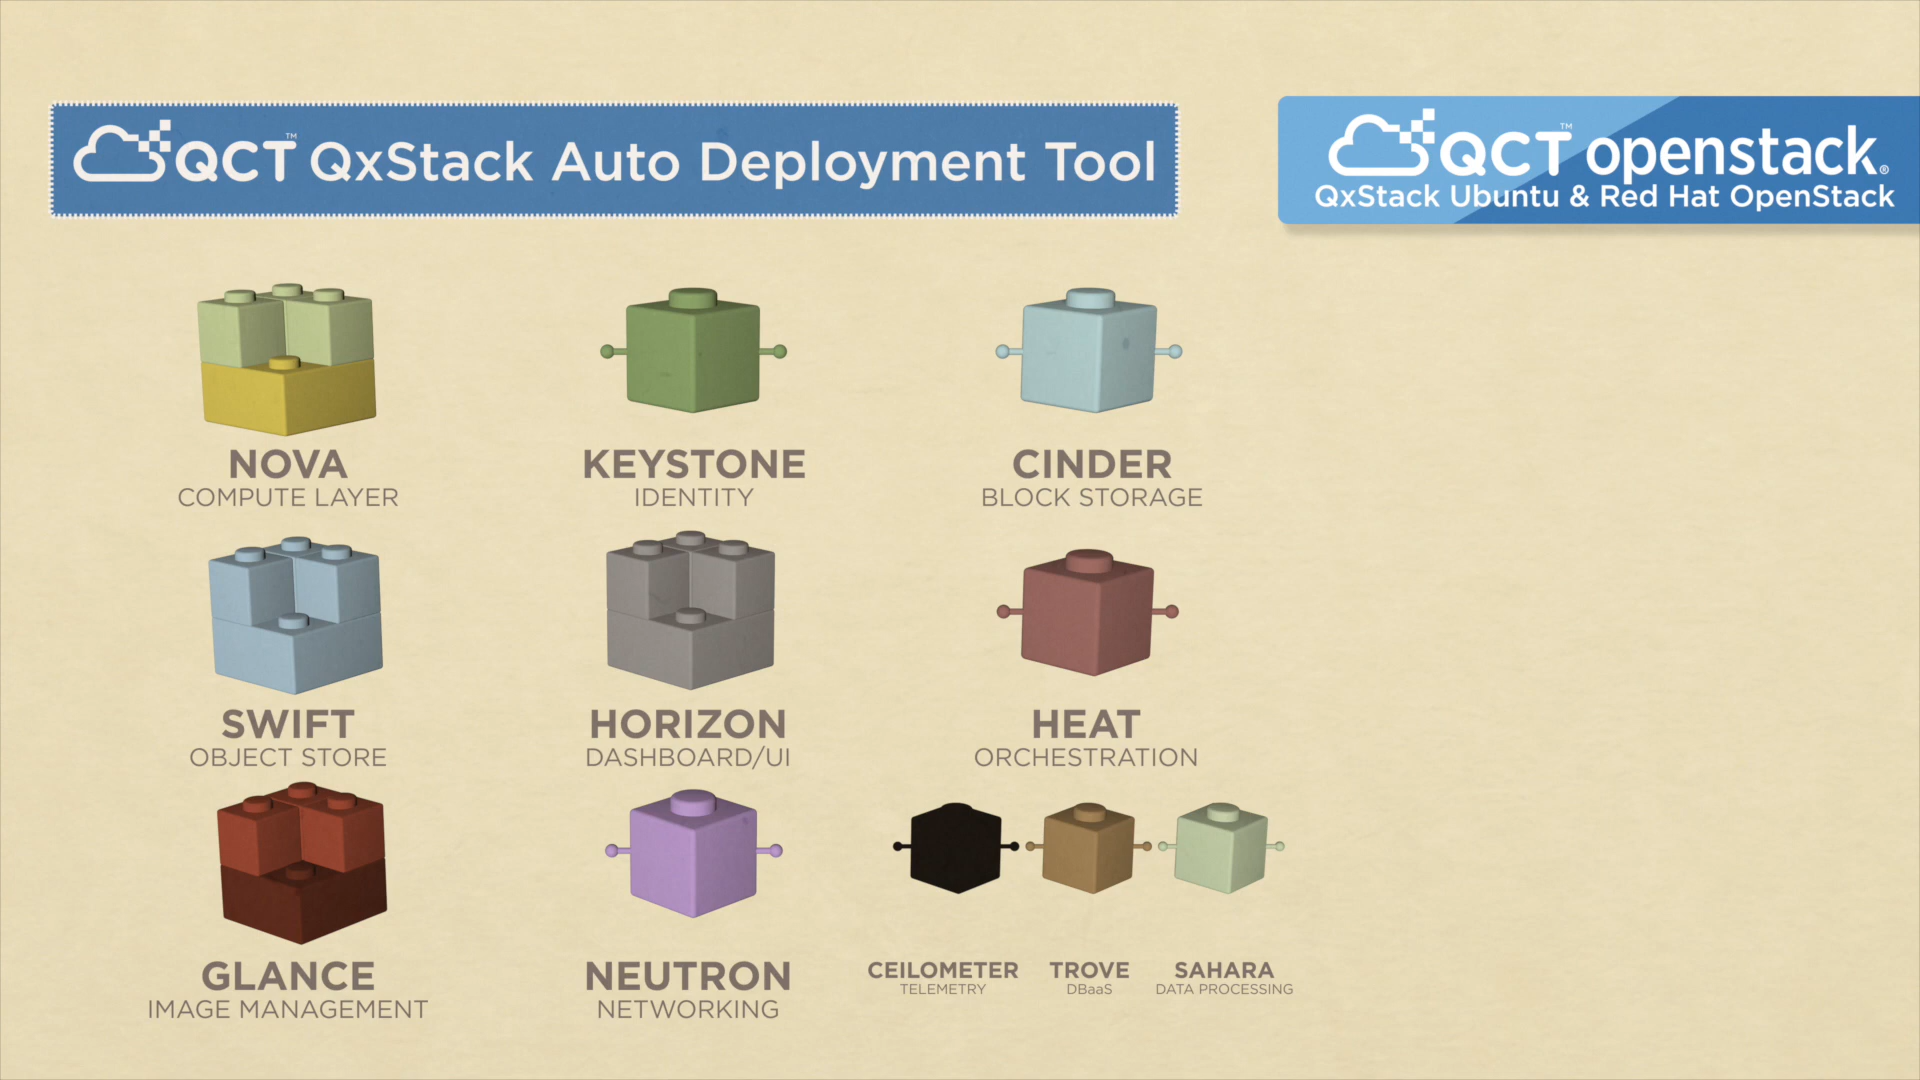 QCT™ QxStack Auto Deployment Tool
QCT™ openstack®
QxStack Ubuntu & Red Hat OpenStack
NOVA
COMPUTE LAYER
KEYSTONE
IDENTITY
CINDER
BLOCK STORAGE
SWIFT
OBJECT STORE
HORIZON
DASHBOARD/UI
HEAT
ORCHESTRATION
GLANCE
IMAGE MANAGEMENT
NEUTRON
NETWORKING
CEILOMETER
TELEMETRY
TROVE
DBaaS
SAHARA
DATA PROCESSING